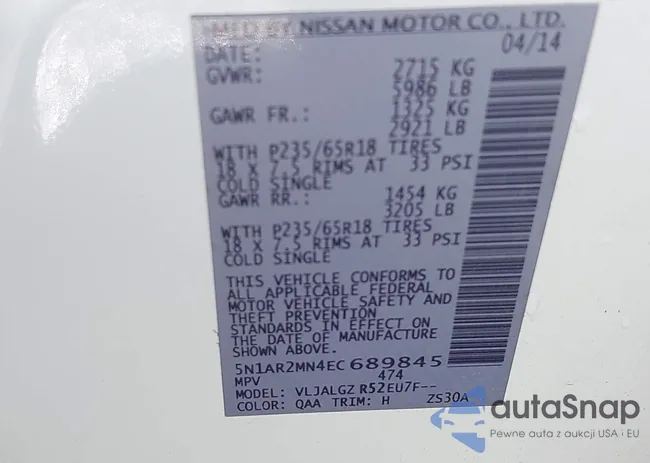 MFD BY NISSAN MOTOR CO., LTD.
DATE: 04/14
GVWR: 2715 KG
5986 LB
GAWR FR.: 1325 KG
2921 LB
WITH P235/65R18 TIRES
18 X 7.5 RIMS AT 33 PSI
COLD SINGLE
GAWR RR.: 1454 KG
3205 LB
WITH P235/65R18 TIRES
18 X 7.5 RIMS AT 33 PSI
COLD SINGLE
THIS VEHICLE CONFORMS TO
ALL APPLICABLE FEDERAL
MOTOR VEHICLE SAFETY AND
THEFT PREVENTION
STANDARDS IN EFFECT ON
THE DATE OF MANUFACTURE
5N1AR2MN4EC689845
MPV 474
MODEL: VLJALGZ R52EU7F--
COLOR: QAA TRIM: H ZS30A
autaSnap
Pewne auta z aukcji USA i EU